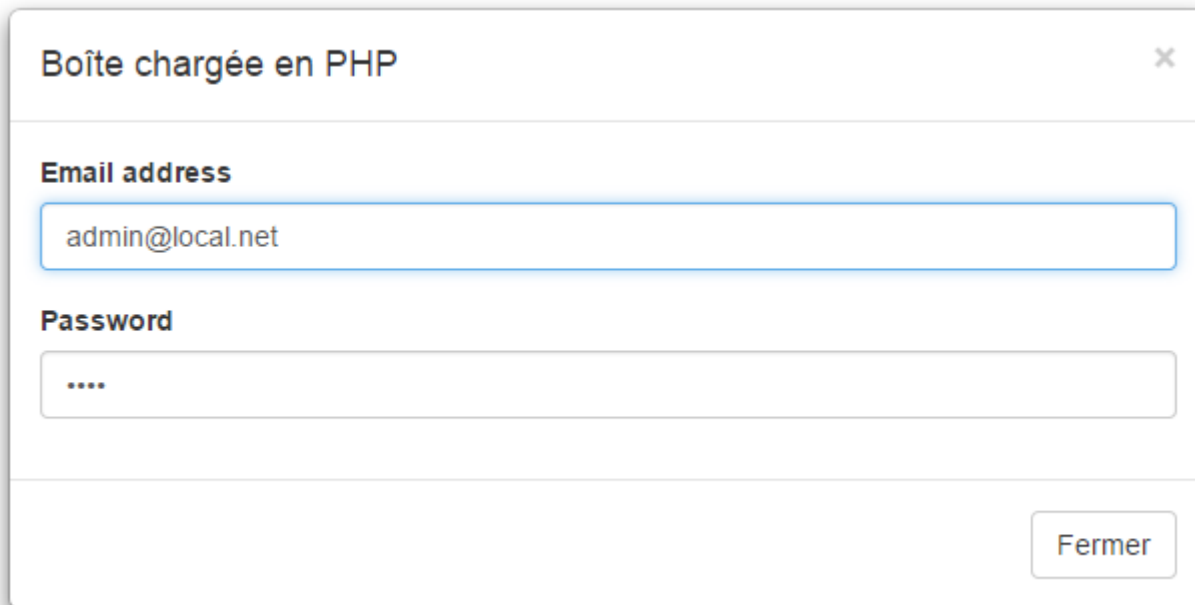 Boîte chargée en PHP ×
Email address
admin@local.net
Password
••••
Fermer